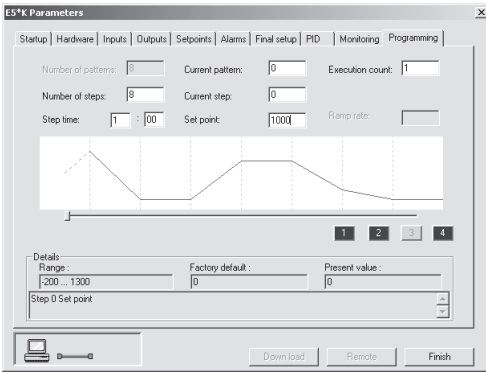 ES*K Parameters
Startup Hardware Inputs Outputs Setpoints Alarms Final setup PID Monitoring Programming
Number of patterns: 8 Current pattern: 0 Execution count: 1
Number of steps: 8 Current step: 0
Step time: 1 : 00 Set point: 1000 Ramp rate:
1 2 3 4
Details
Range : Factory default : Present value :
-200 ... 1300 0 0
Step 0 Set point
Down load Remote Finish